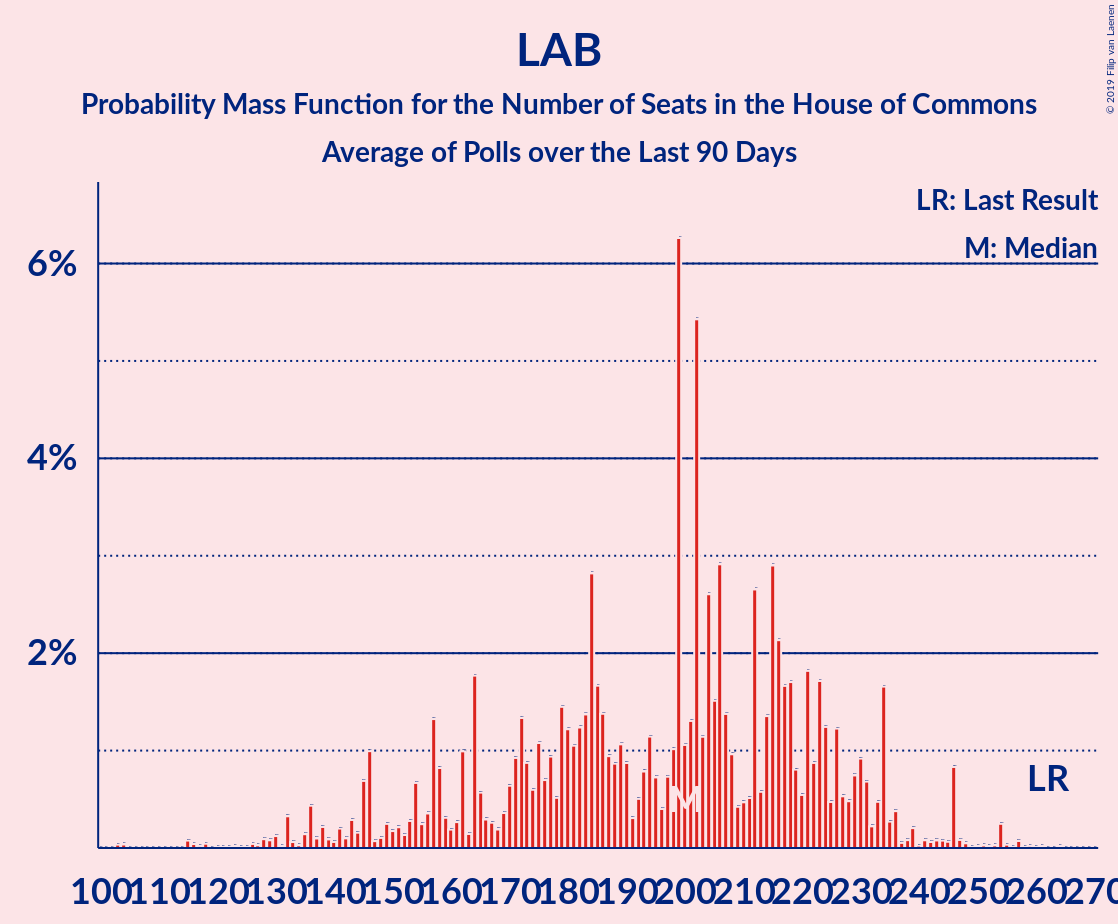 LAB
Probability Mass Function for the Number of Seats in the House of Commons
Average of Polls over the Last 90 Days
© 2019 Filip van Laenen
LR: Last Result
M: Median
6%
4%
2%
M
LR
100 110 120 130 140 150 160 170 180 190 200 210 220 230 240 250 260 270